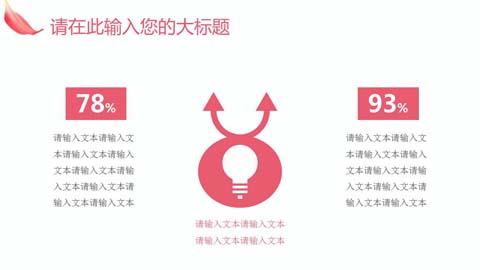 请在此输入您的大标题
78%
请输入文本请输入文
本请输入文本请输入
文本请输入文本请输
入文本请输入文本请
输入文本请输入文本
93%
请输入文本请输入文
本请输入文本请输入
文本请输入文本请输
入文本请输入文本请
输入文本请输入文本
请输入文本请输入文本
请输入文本请输入文本